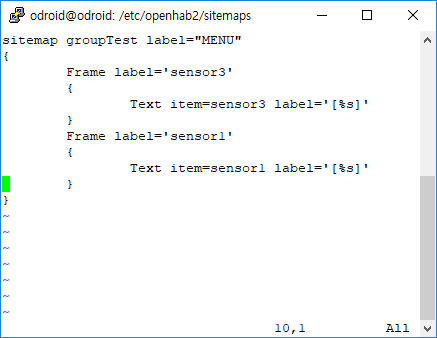 odroid@odroid: /etc/openhab2/sitemaps
sitemap groupTest label="MENU"
{
        Frame label='sensor3'
        {
                Text item=sensor3 label='[%s]'
        }
        Frame label='sensor1'
        {
                Text item=sensor1 label='[%s]'
        }
}
~
~
~
~
~
~
~
10,1 All